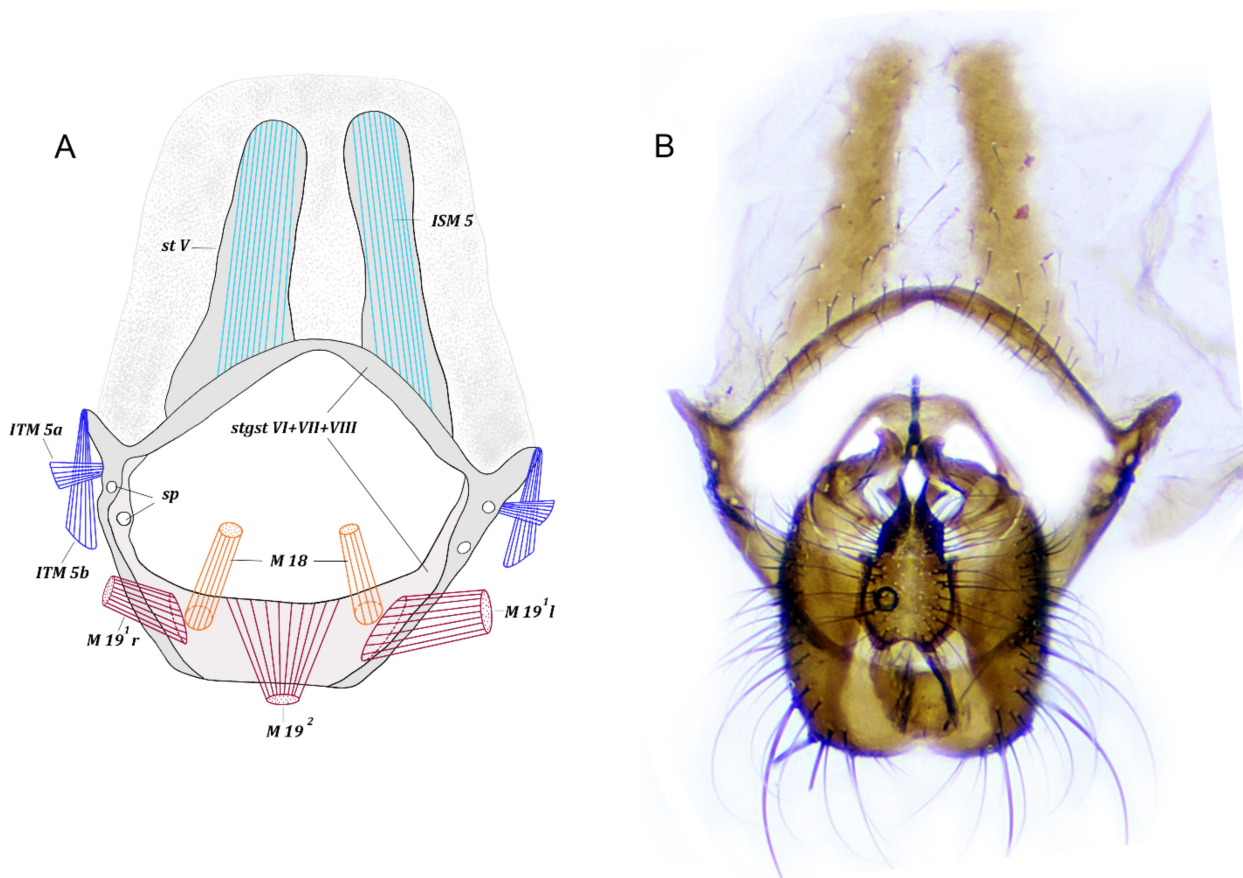 A
B
ISM 5
st V
ITM 5a
stgst VI+VII+VIII
sp
ITM 5b
M 18
M 19¹ r
M 19¹ l
M 19²